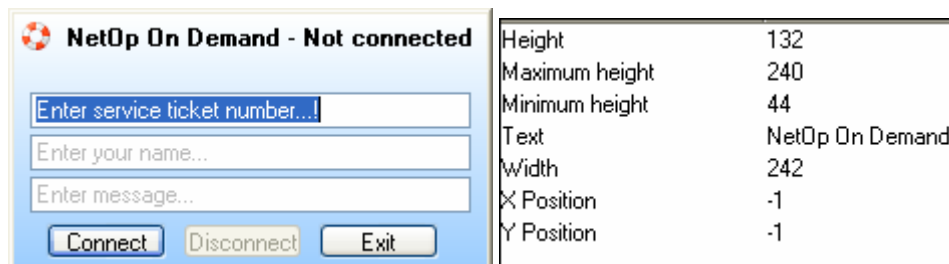 NetOp On Demand - Not connected
Enter service ticket number...!
Enter your name...
Enter message...
Connect Disconnect Exit
Height 132
Maximum height 240
Minimum height 44
Text NetOp On Demand
Width 242
X Position -1
Y Position -1